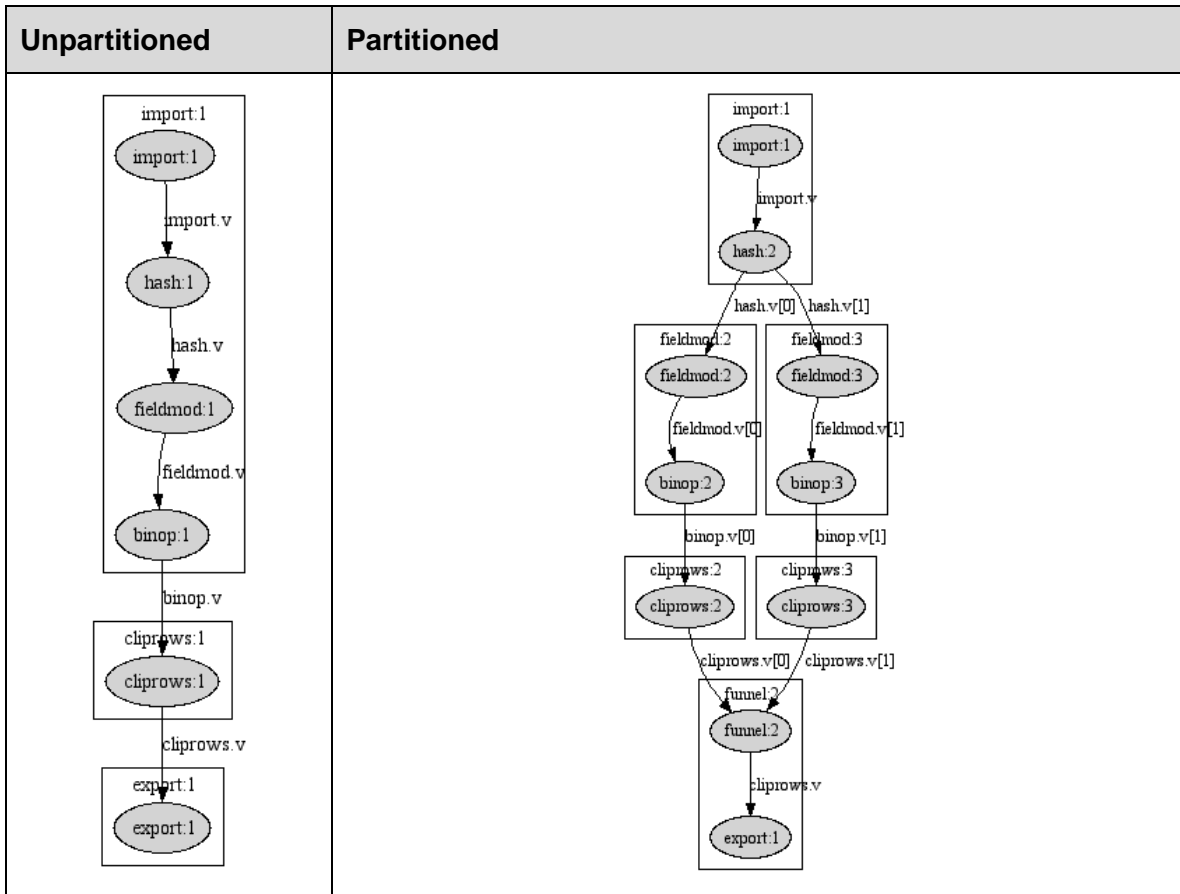 Unpartitioned
Partitioned
import:1
import:1
import.v
hash:1
hash.v
fieldmod:1
fieldmod.v
binop:1
binop.v
cliprows:1
cliprows:1
cliprows.v
export:1
export:1
import:1
import:1
import.v
hash:2
hash.v[0] hash.v[1]
fieldmod:2 fieldmod:3
fieldmod:2 fieldmod:3
fieldmod.v[0] fieldmod.v[1]
binop:2 binop:3
binop.v[0] binop.v[1]
cliprows:2 cliprows:3
cliprows:2 cliprows:3
cliprows.v[0] cliprows.v[1]
funnel:2
funnel:2
cliprows.v
export:1